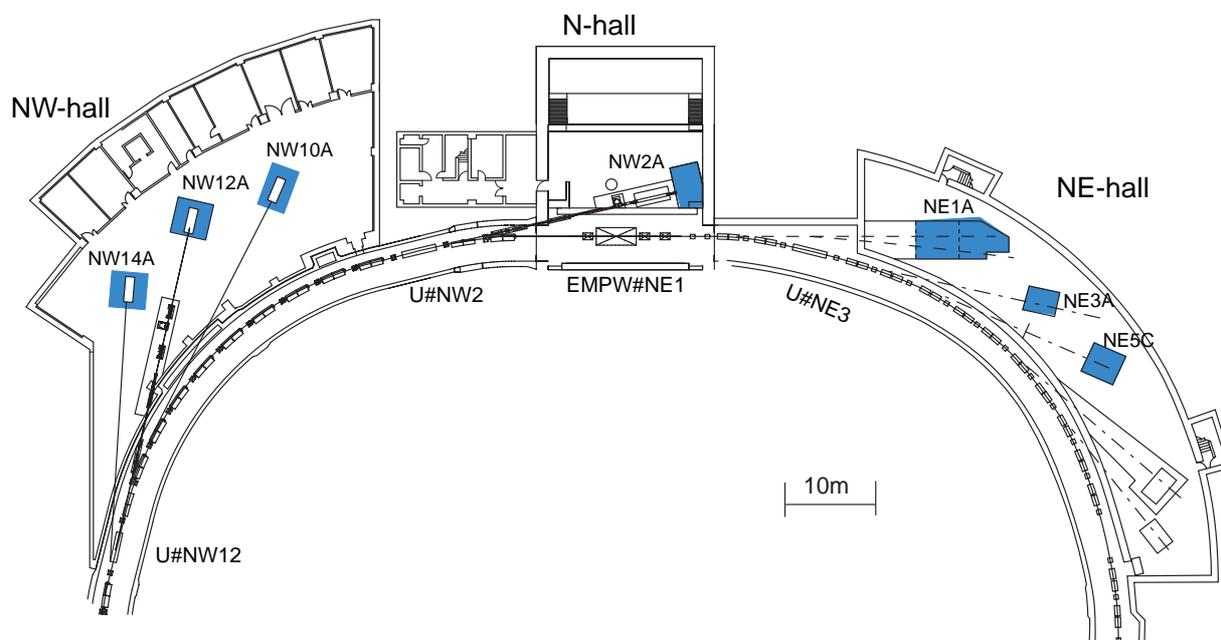 N-hall
NW-hall
NW10A
NW2A
NW12A
NE-hall
NE1A
NW14A
U#NW2
EMPW#NE1
U#NE3
NE3A
NE5C
10m
U#NW12